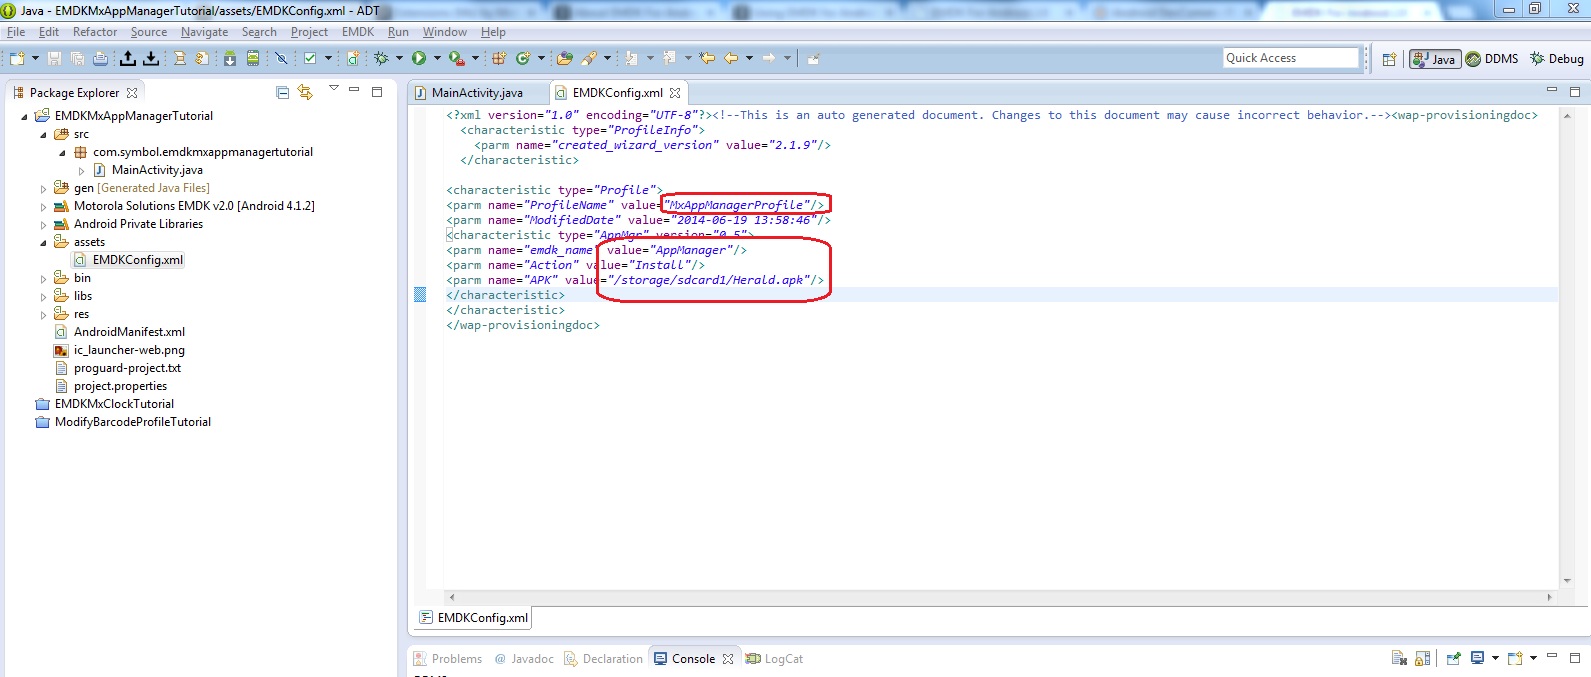 Java - EMDKMxAppManagerTutorial/assets/EMDKConfig.xml - ADT
File Edit Refactor Source Navigate Search Project EMDK Run Window Help
Quick Access
Java
DDMS
Debug
Package Explorer
EMDKMxAppManagerTutorial
src
com.symbol.emdkmxappmanagertutorial
MainActivity.java
gen [Generated Java Files]
Motorola Solutions EMDK v2.0 [Android 4.1.2]
Android Private Libraries
assets
EMDKConfig.xml
bin
libs
res
AndroidManifest.xml
ic_launcher-web.png
proguard-project.txt
project.properties
EMDKMxClockTutorial
ModifyBarcodeProfileTutorial
MainActivity.java
EMDKConfig.xml
<?xml version="1.0" encoding="UTF-8"?><!--This is an auto generated document. Changes to this document may cause incorrect behavior.--><wap-provisioningdoc>
<characteristic type="ProfileInfo">
<parm name="created_wizard_version" value="2.1.9"/>
</characteristic>
<characteristic type="Profile">
<parm name="ProfileName" value="MxAppManagerProfile"/>
<parm name="ModifiedDate" value="2014-06-19 13:58:46"/>
<characteristic type="AppMgr" version="0.5">
<parm name="emdk_name" value="AppManager"/>
<parm name="Action" value="Install"/>
<parm name="APK" value="/storage/sdcard1/Herald.apk"/>
</characteristic>
</characteristic>
</wap-provisioningdoc>
EMDKConfig.xml
Problems
@ Javadoc
Declaration
Console
LogCat